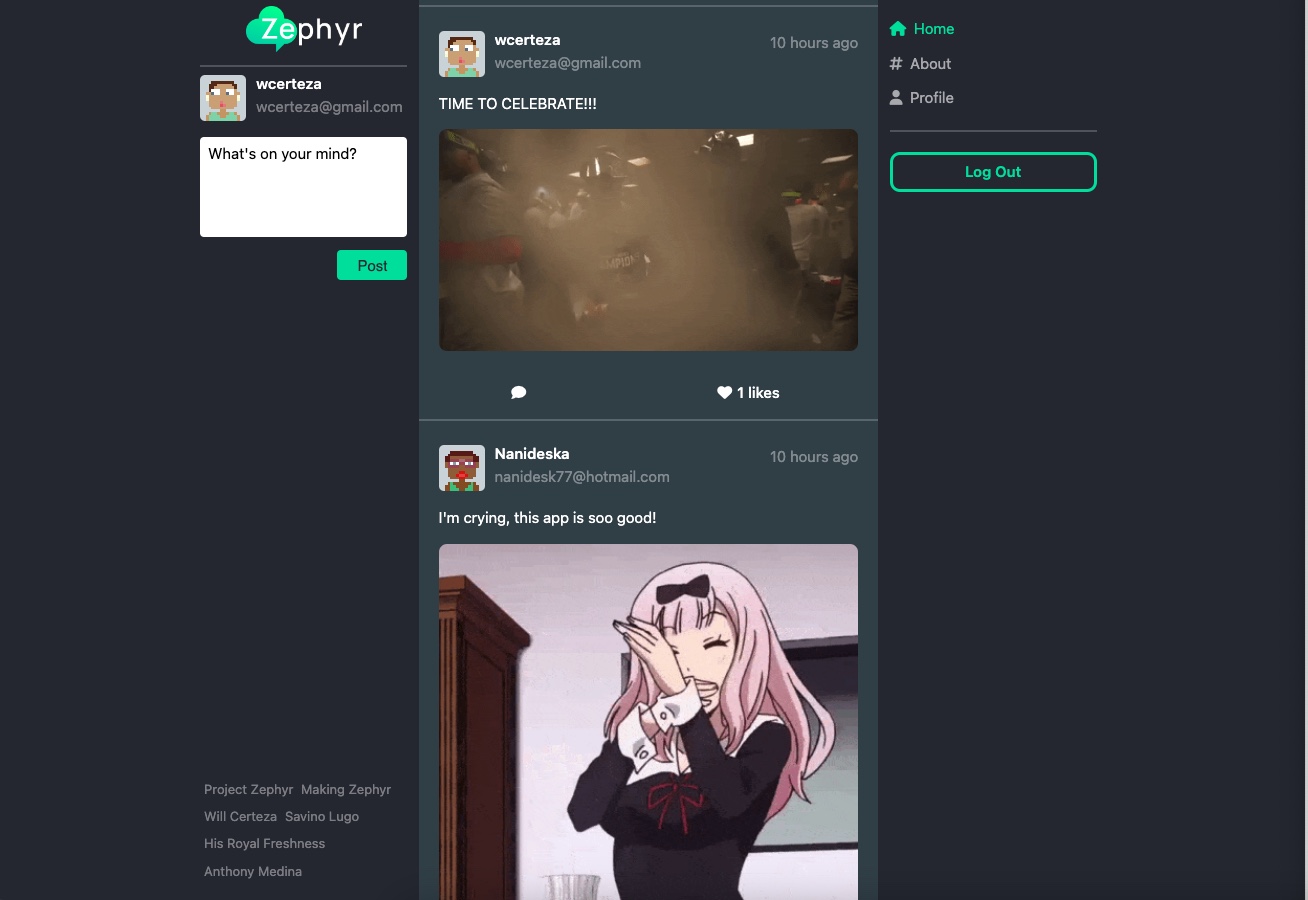 Zephyr
wcerteza
wcerteza@gmail.com
What's on your mind?
Post
Project Zephyr Making Zephyr
Will Certeza Savino Lugo
His Royal Freshness
Anthony Medina
wcerteza
10 hours ago
wcerteza@gmail.com
TIME TO CELEBRATE!!!
1 likes
Nanideska
10 hours ago
nanidesk77@hotmail.com
I'm crying, this app is soo good!
Home
# About
Profile
Log Out